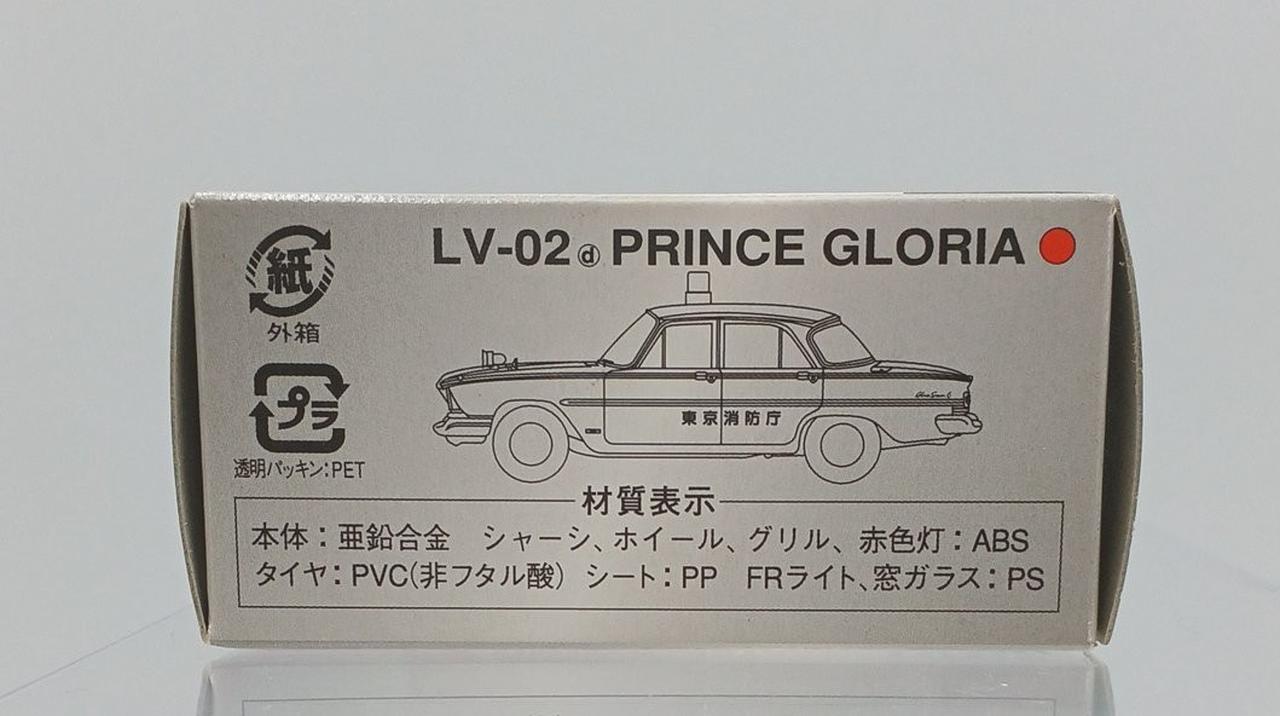 LV-02 ⓓ PRINCE GLORIA
紙
外箱
プラ
透明パッキン:PET
東京消防庁
材質表示
本体:亜鉛合金 シャーシ、ホイール、グリル、赤色灯:ABS
タイヤ:PVC(非フタル酸) シート:PP FRライト、窓ガラス:PS